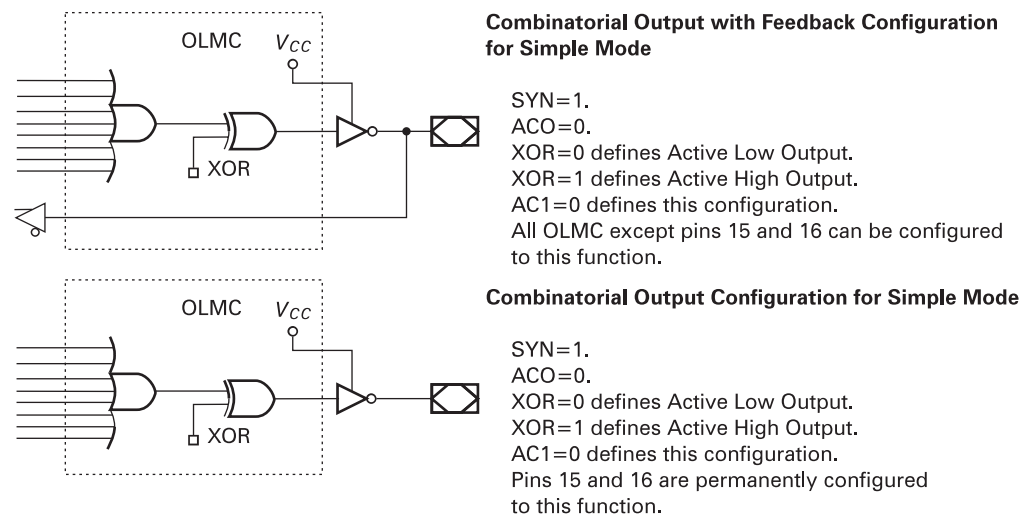 Combinatorial Output with Feedback Configuration
for Simple Mode
OLMC
VCC
XOR
SYN=1.
ACO=0.
XOR=0 defines Active Low Output.
XOR=1 defines Active High Output.
AC1=0 defines this configuration.
All OLMC except pins 15 and 16 can be configured
to this function.
Combinatorial Output Configuration for Simple Mode
OLMC
VCC
XOR
SYN=1.
ACO=0.
XOR=0 defines Active Low Output.
XOR=1 defines Active High Output.
AC1=0 defines this configuration.
Pins 15 and 16 are permanently configured
to this function.